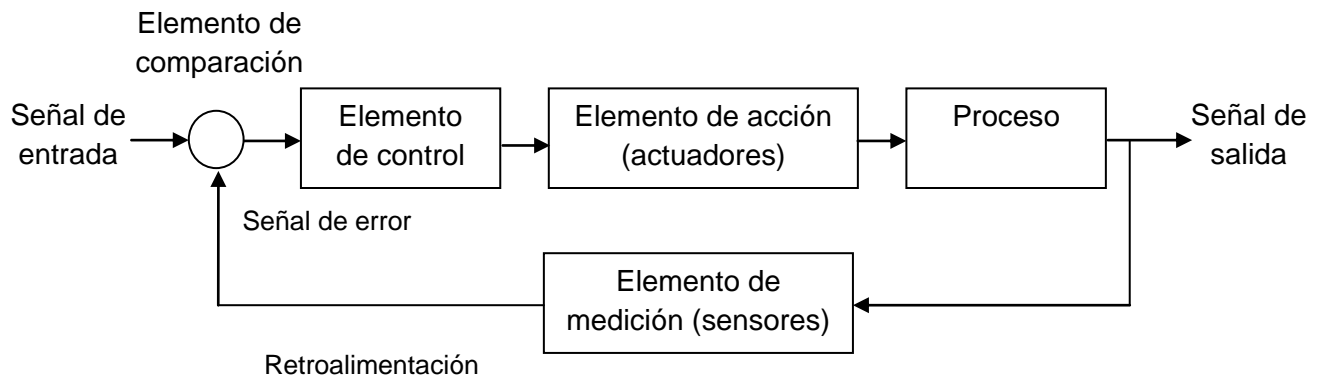 Elemento de
comparación
Señal de
entrada
Elemento
de control
Elemento de acción
(actuadores)
Proceso
Señal de
salida
Señal de error
Elemento de
medición (sensores)
Retroalimentación